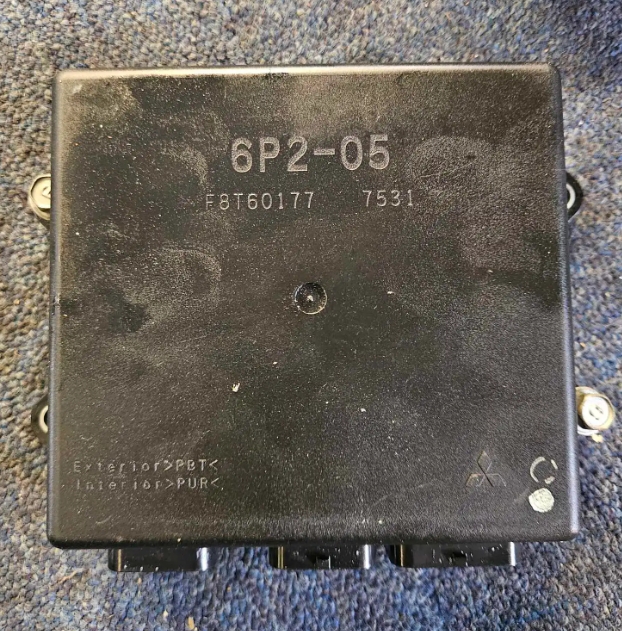 6P2-05
F8T60177 7531
Exterior>PBT<
Interior>PUR<